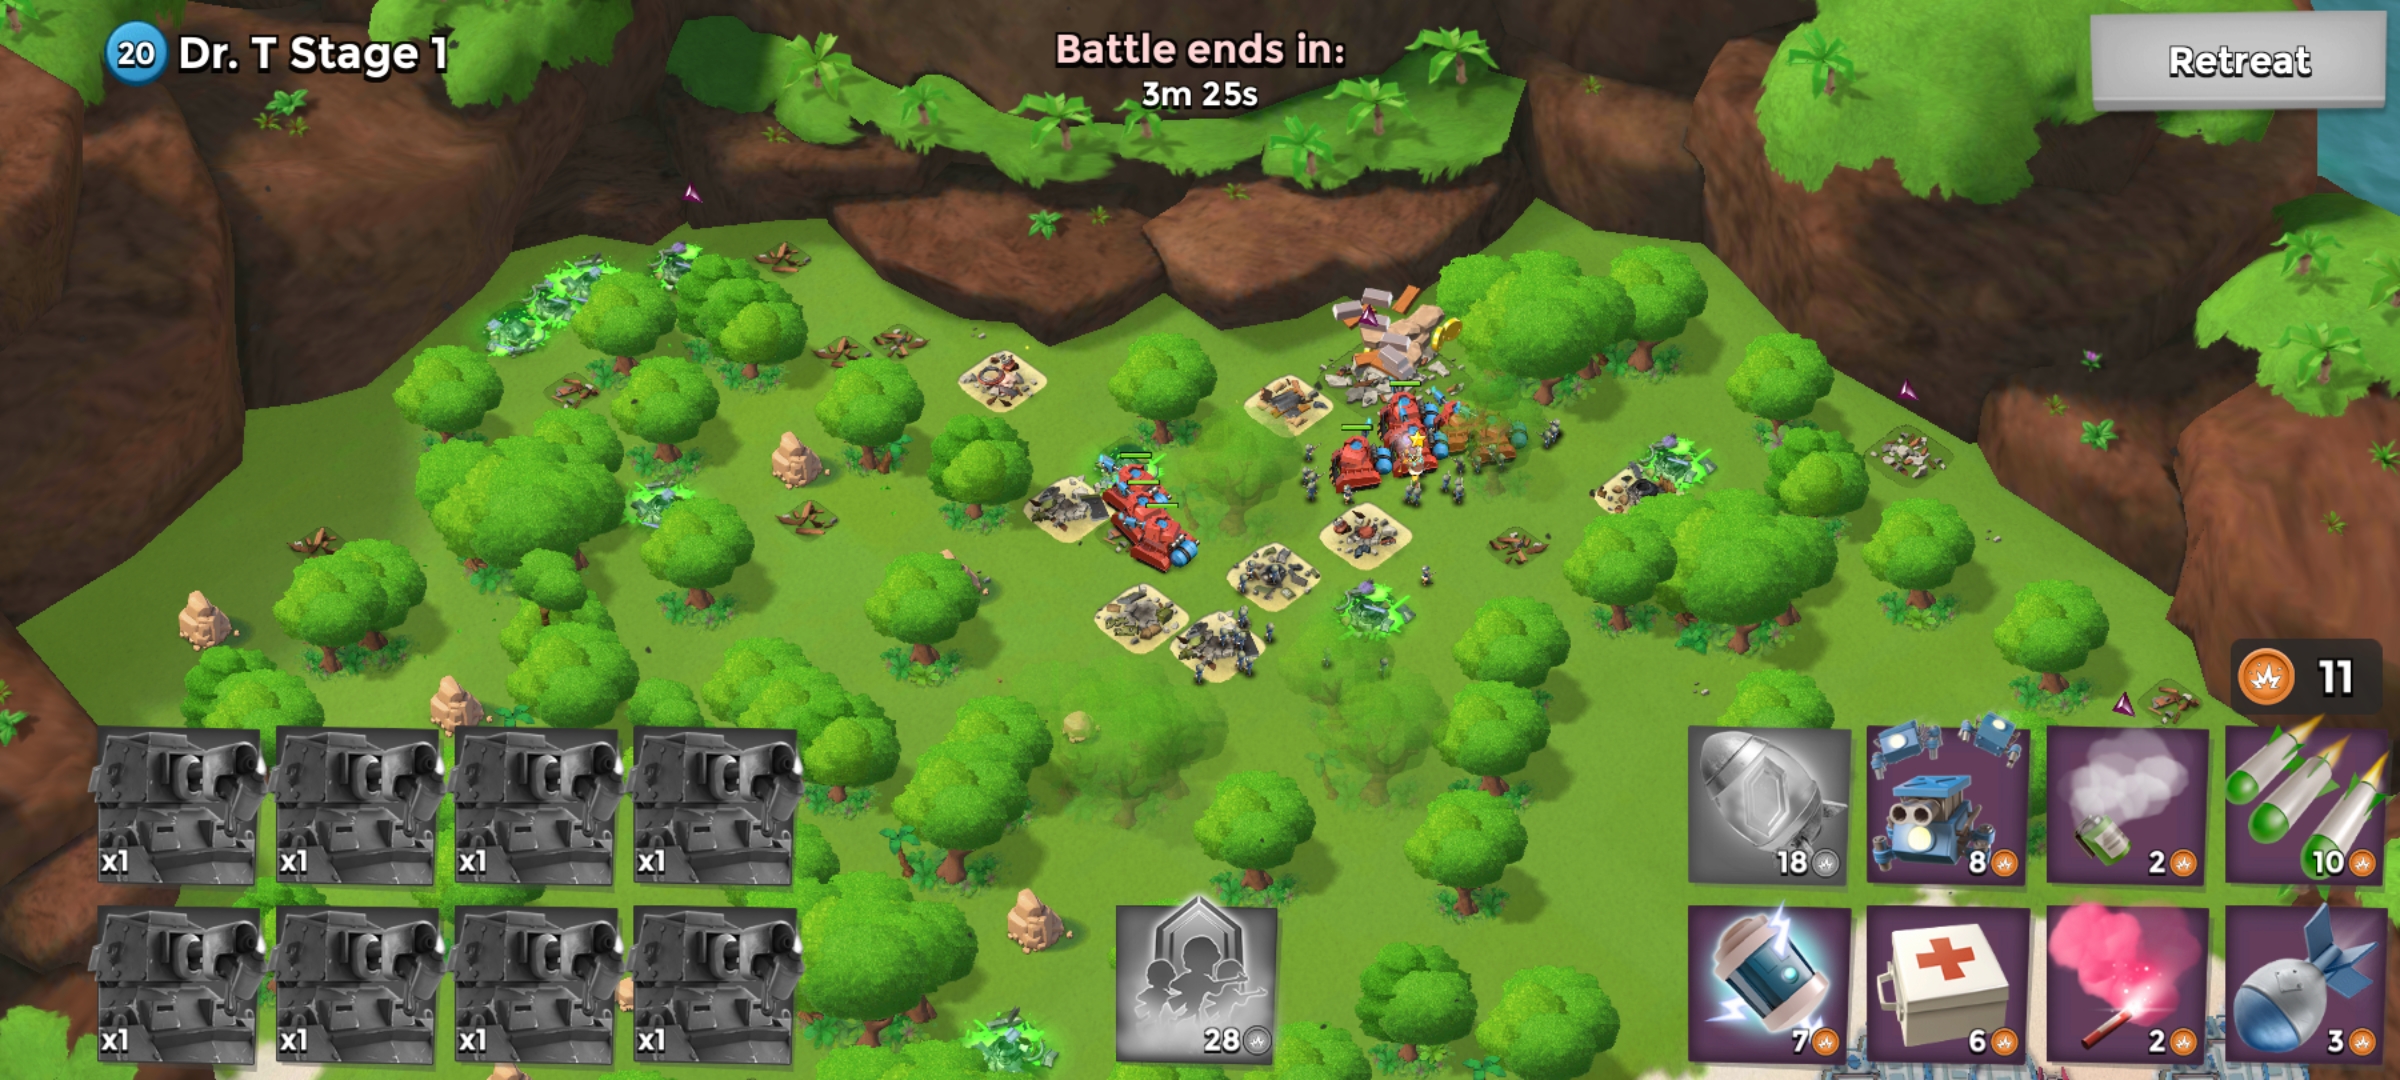 20 Dr. T Stage 1
Battle ends in:
3m 25s
Retreat
11
x1 x1 x1 x1
18 8 2 10
x1 x1 x1 x1
28
7 6 2 3